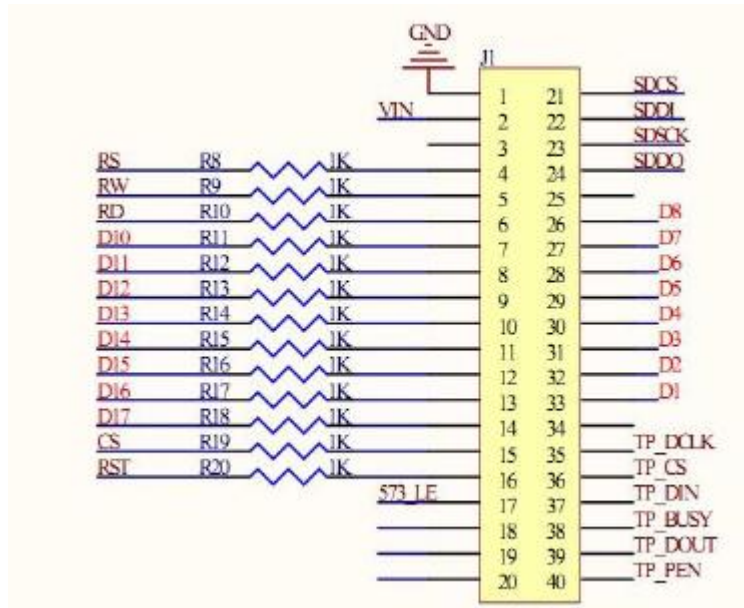 GND
J1
1 21 SDCS
VIN 2 22 SDDI
3 23 SDSCK
RS R8 1K 4 24 SDDO
RW R9 1K 5 25
RD R10 1K 6 26 D8
D10 R11 1K 7 27 D7
D11 R12 1K 8 28 D6
D12 R13 1K 9 29 D5
D13 R14 1K 10 30 D4
D14 R15 1K 11 31 D3
D15 R16 1K 12 32 D2
D16 R17 1K 13 33 D1
D17 R18 1K 14 34
CS R19 1K 15 35 TP_DCLK
RST R20 1K 16 36 TP_CS
573_LE 17 37 TP_DIN
18 38 TP_BUSY
19 39 TP_DOUT
20 40 TP_PEN